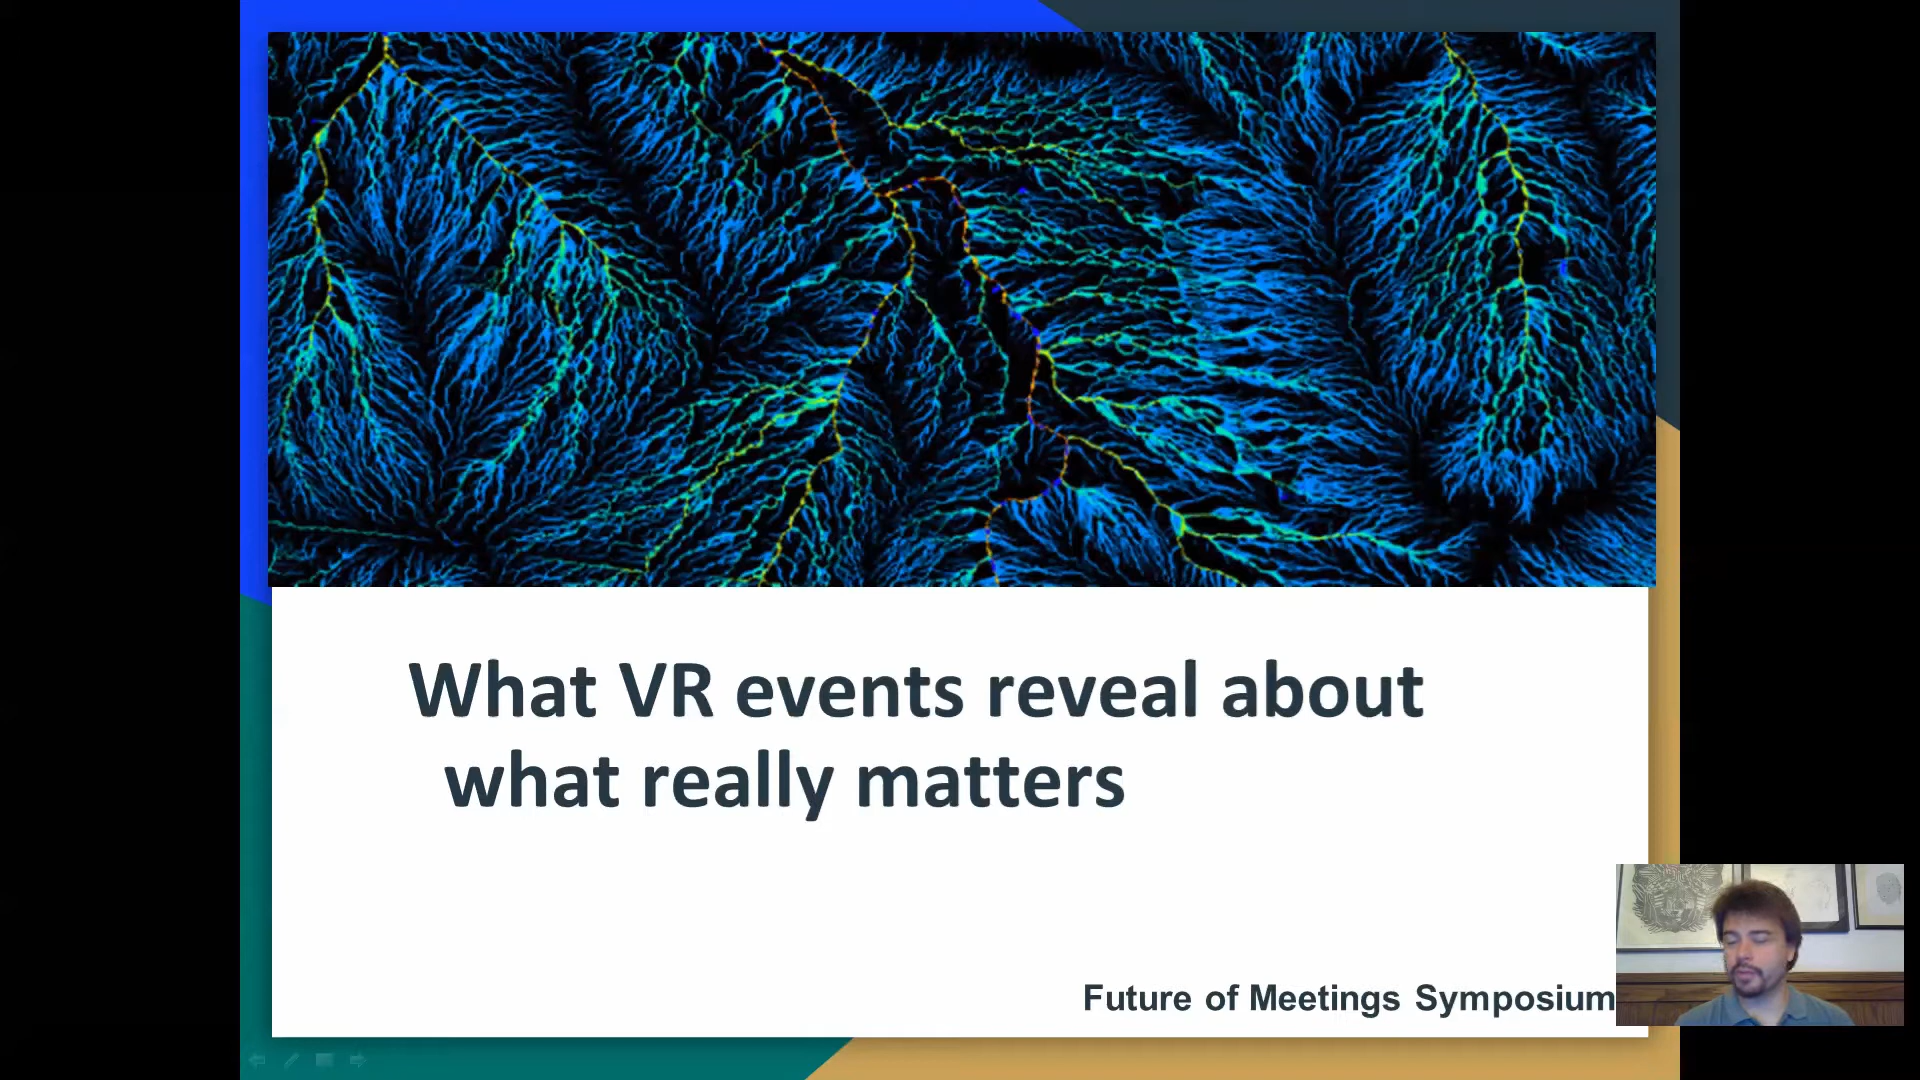 What VR events reveal about
what really matters
Future of Meetings Symposium